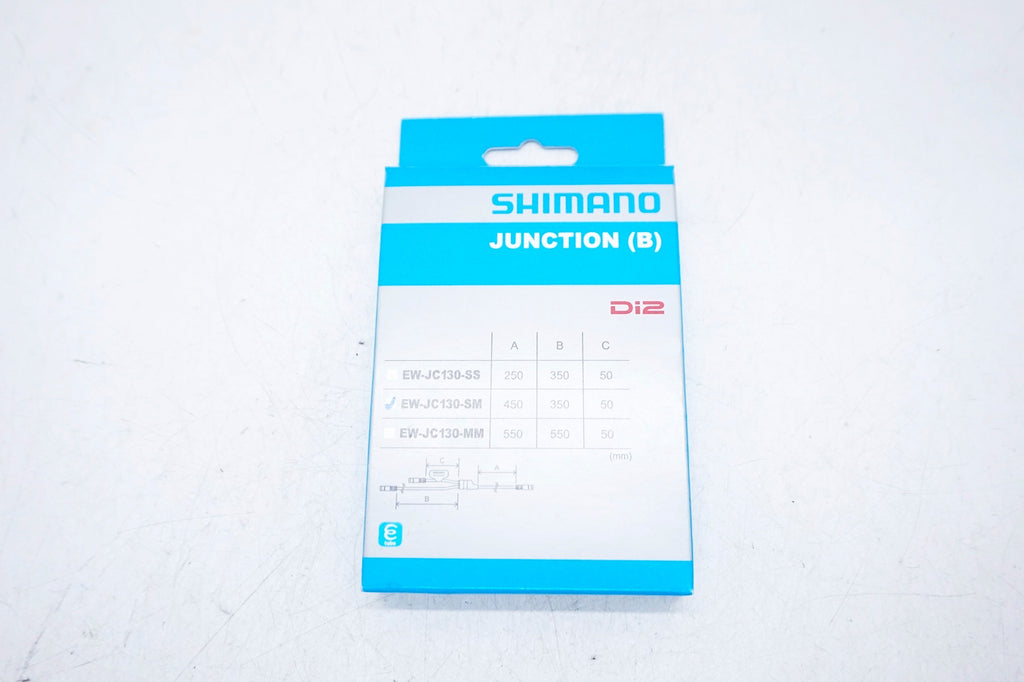 SHIMANO
JUNCTION (B)
Di2
A B C
EW-JC130-SS 250 350 50
EW-JC130-SM 450 350 50
EW-JC130-MM 550 550 50
(mm)
C
A
B